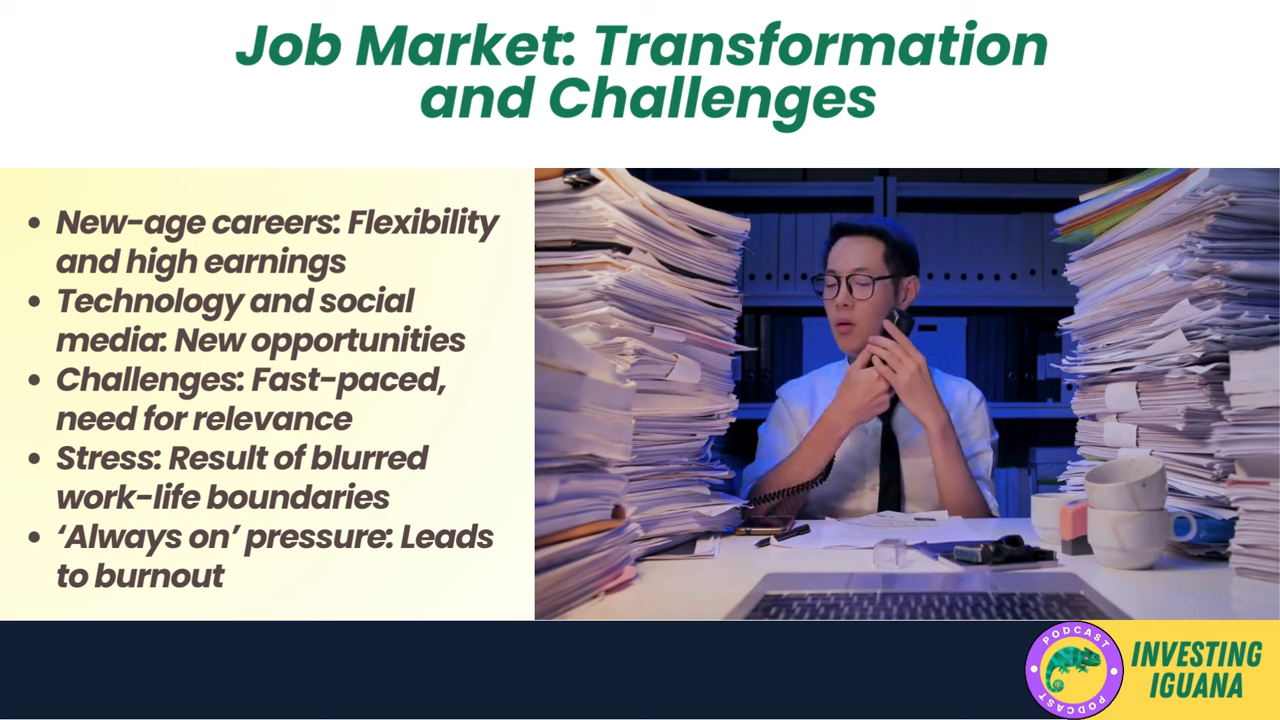 Job Market: Transformation
and Challenges
• New-age careers: Flexibility
and high earnings
• Technology and social
media: New opportunities
• Challenges: Fast-paced,
need for relevance
• Stress: Result of blurred
work-life boundaries
• ‘Always on’ pressure: Leads
to burnout
PODCAST
PODCAST
INVESTING
IGUANA